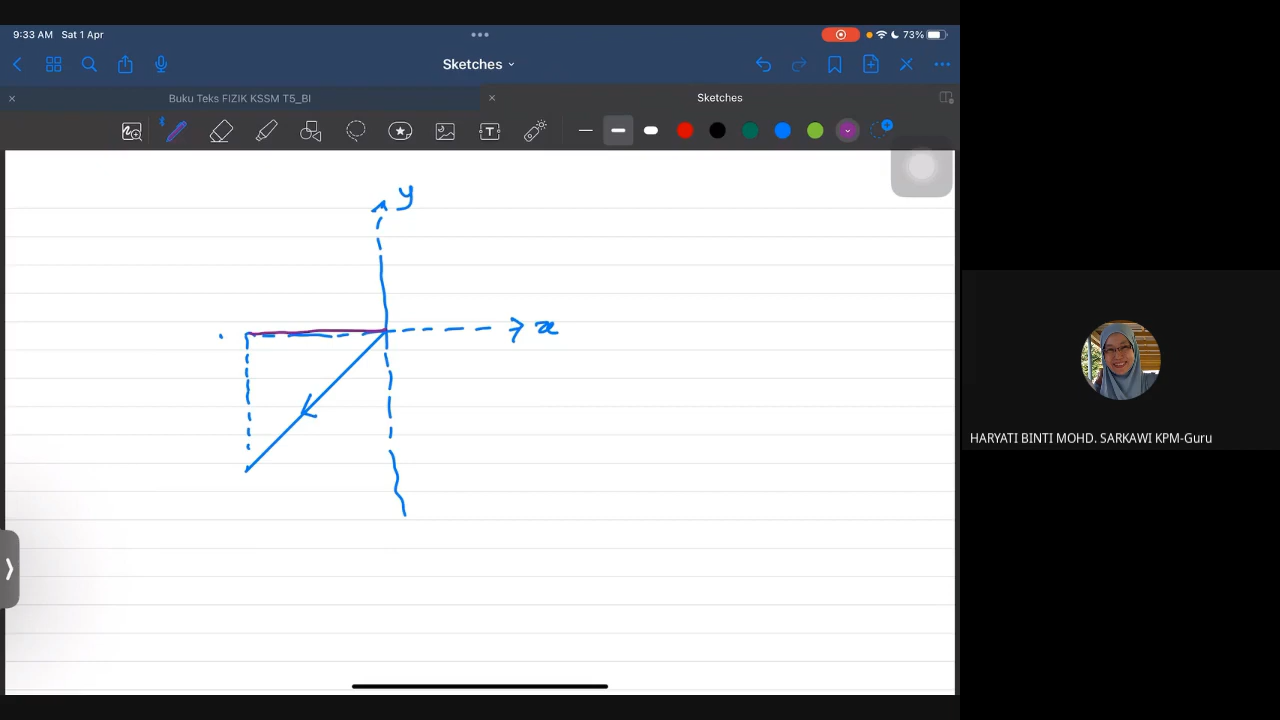 9:33 AM Sat 1 Apr
73%
Sketches
Buku Teks FIZIK KSSM T5_BI
Sketches
T
y
x
HARYATI BINTI MOHD. SARKAWI KPM-Guru